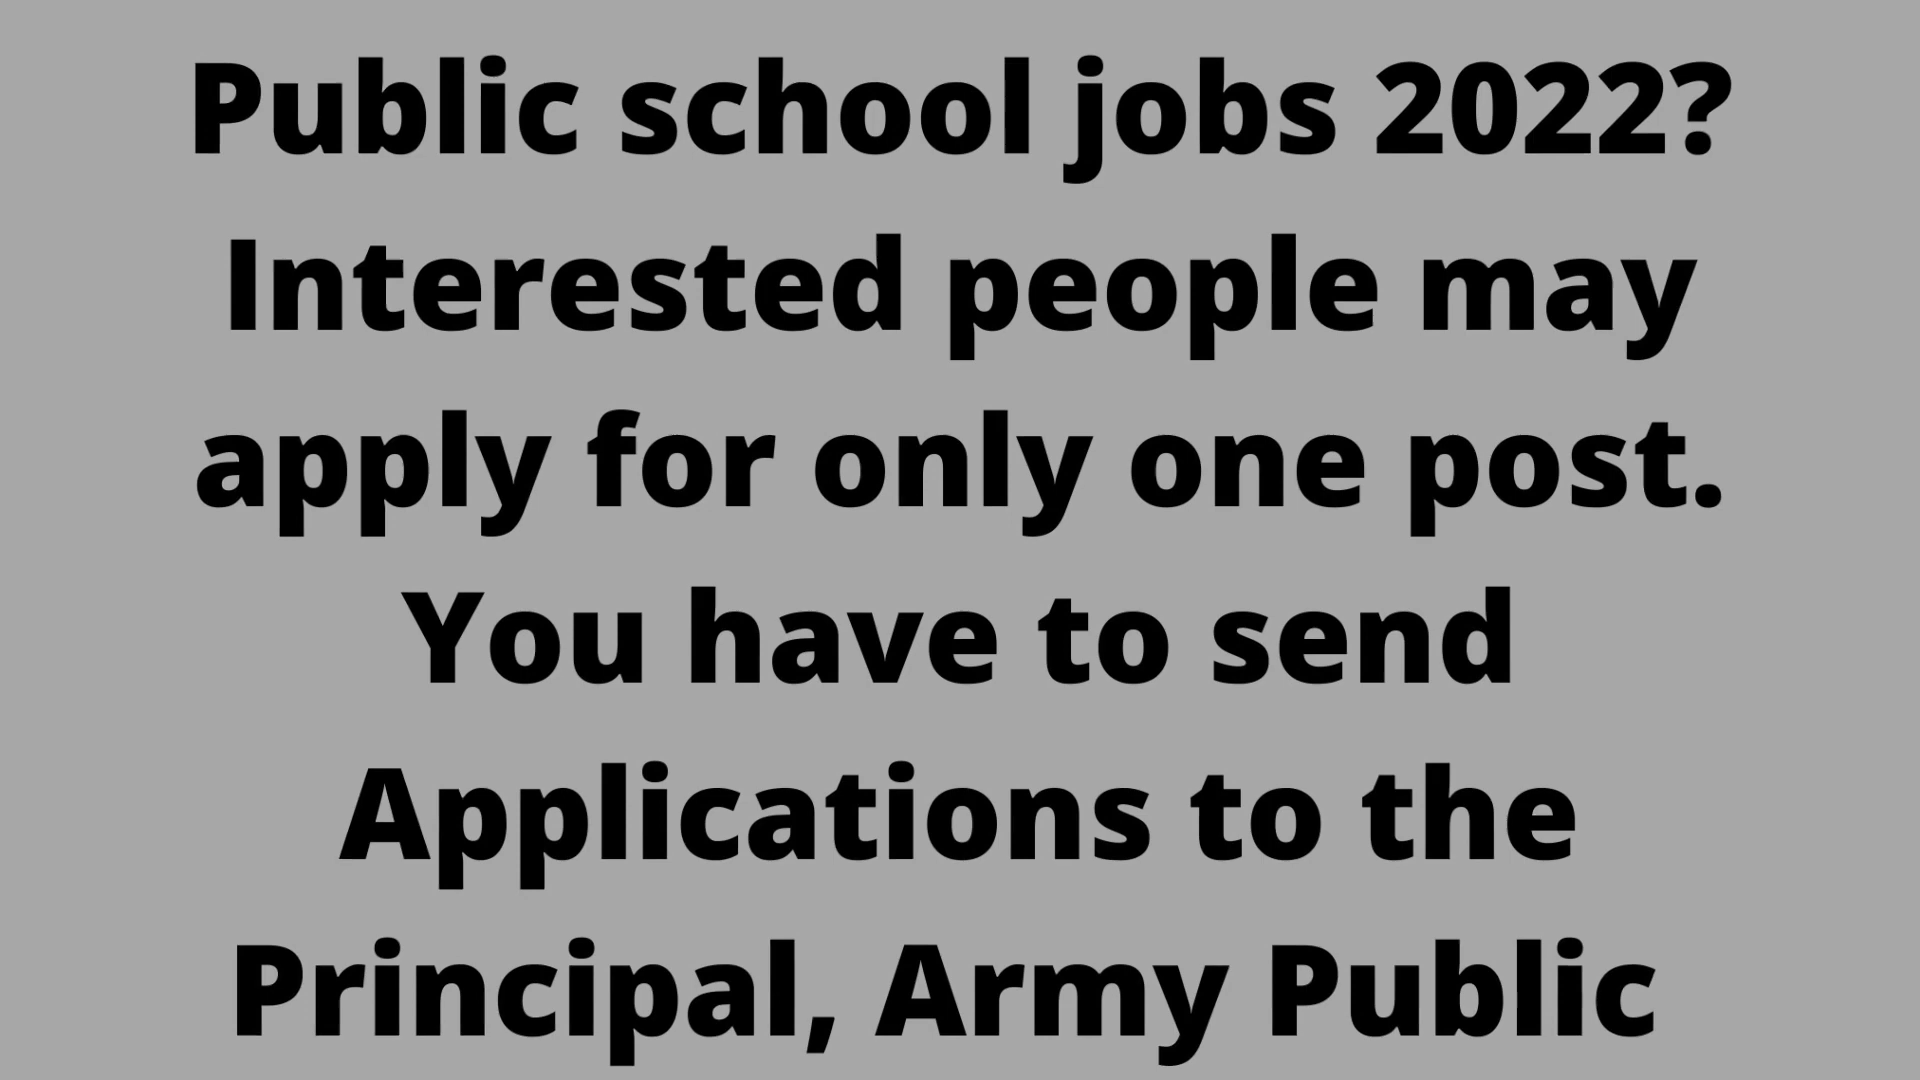 Public school jobs 2022?
Interested people may
apply for only one post.
You have to send
Applications to the
Principal, Army Public